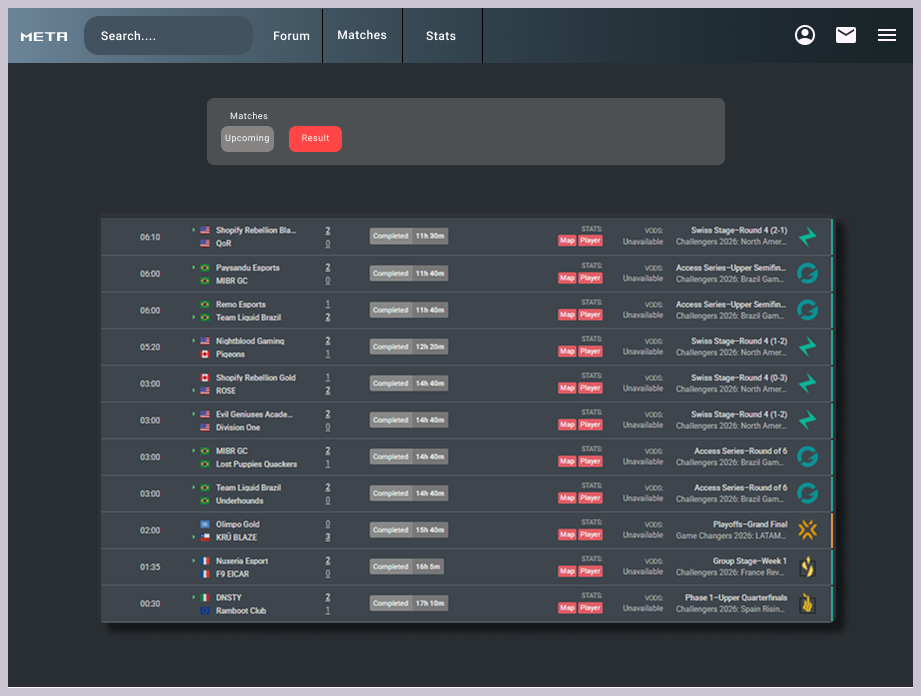 META Search.... Forum Matches Stats
Matches
Upcoming Result
06:10 Shopify Rebellion Bla... 2 Completed 11h 30m STATS: VODS: Swiss Stage–Round 4 (2-1)
QoR 0 Map Player Unavailable Challengers 2026: North Amer...
06:00 Paysandu Esports 2 Completed 11h 40m STATS: VODS: Access Series–Upper Semifin...
MIBR GC 0 Map Player Unavailable Challengers 2026: Brazil Gam...
06:00 Remo Esports 1 Completed 11h 40m STATS: VODS: Access Series–Upper Semifin...
Team Liquid Brazil 2 Map Player Unavailable Challengers 2026: Brazil Gam...
05:20 Nightblood Gaming 2 Completed 12h 20m STATS: VODS: Swiss Stage–Round 4 (1-2)
Pigeons 1 Map Player Unavailable Challengers 2026: North Amer...
03:00 Shopify Rebellion Gold 1 Completed 14h 40m STATS: VODS: Swiss Stage–Round 4 (0-3)
ROSE 2 Map Player Unavailable Challengers 2026: North Amer...
03:00 Evil Geniuses Acade... 2 Completed 14h 40m STATS: VODS: Swiss Stage–Round 4 (1-2)
Division One 0 Map Player Unavailable Challengers 2026: North Amer...
03:00 MIBR GC 2 Completed 14h 40m STATS: VODS: Access Series–Round of 6
Lost Puppies Quackers 1 Map Player Unavailable Challengers 2026: Brazil Gam...
03:00 Team Liquid Brazil 2 Completed 14h 40m STATS: VODS: Access Series–Round of 6
Underhounds 0 Map Player Unavailable Challengers 2026: Brazil Gam...
02:00 Olimpo Gold 0 Completed 15h 40m STATS: VODS: Playoffs–Grand Final
KRÜ BLAZE 3 Map Player Unavailable Game Changers 2026: LATAM...
01:35 Nuxeria Esport 2 Completed 16h 5m STATS: VODS: Group Stage–Week 1
F9 EICAR 0 Map Player Unavailable Challengers 2026: France Rev...
00:30 DNSTY 2 Completed 17h 10m STATS: VODS: Phase 1–Upper Quarterfinals
Ramboot Club 1 Map Player Unavailable Challengers 2026: Spain Risin...